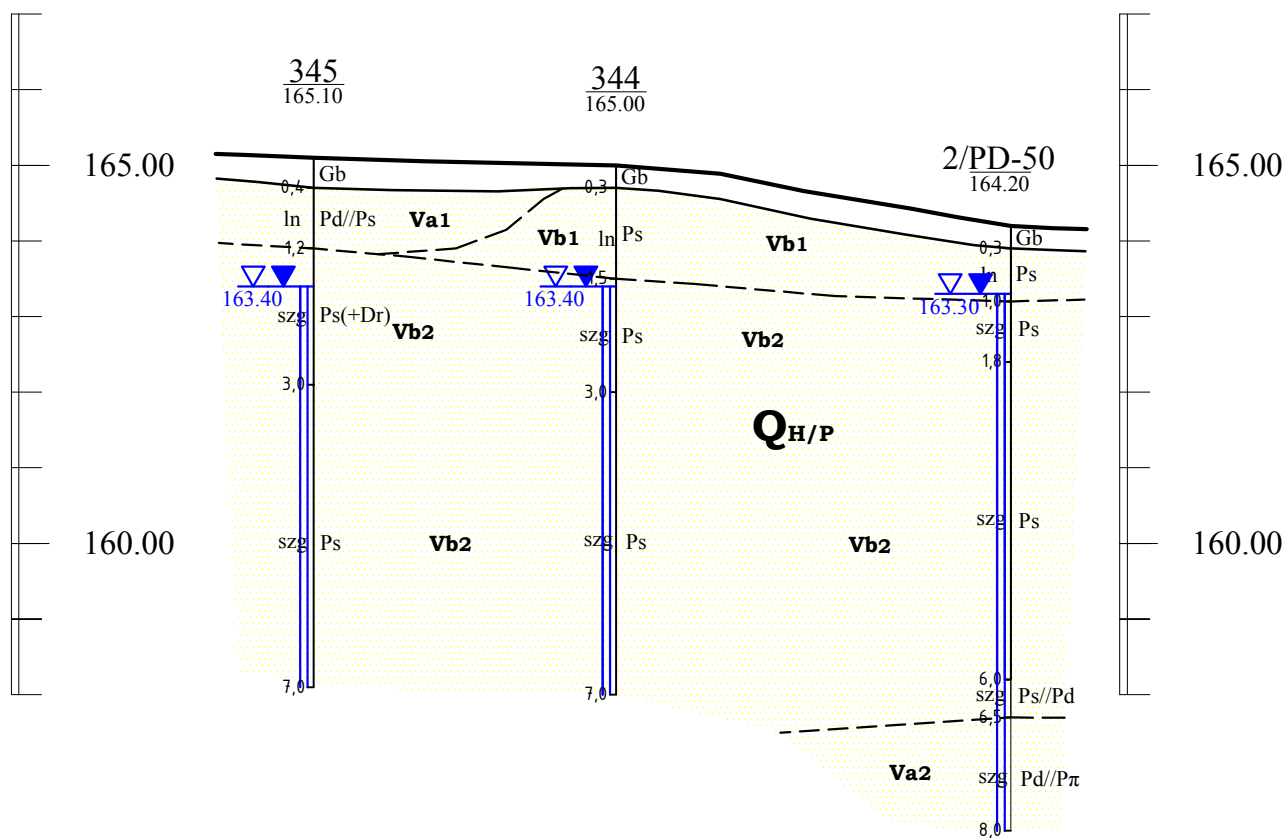 345
165.10
344
165.00
2/PD-50
164.20
165.00
165.00
Gb
Gb
Gb
0,4
0,3
0,3
ln Pd//Ps
Va1
Vb1
ln Ps
Vb1
ln Ps
1,2
1,5
1,0
163.40
163.40
163.30
szg Ps(+Dr)
Vb2
szg Ps
Vb2
szg Ps
1,8
3,0
3,0
QH/P
160.00
160.00
szg Ps
Vb2
szg Ps
Vb2
szg Ps
7,0
7,0
6,0
szg Ps//Pd
6,5
Va2
szg Pd//Pπ
8,0